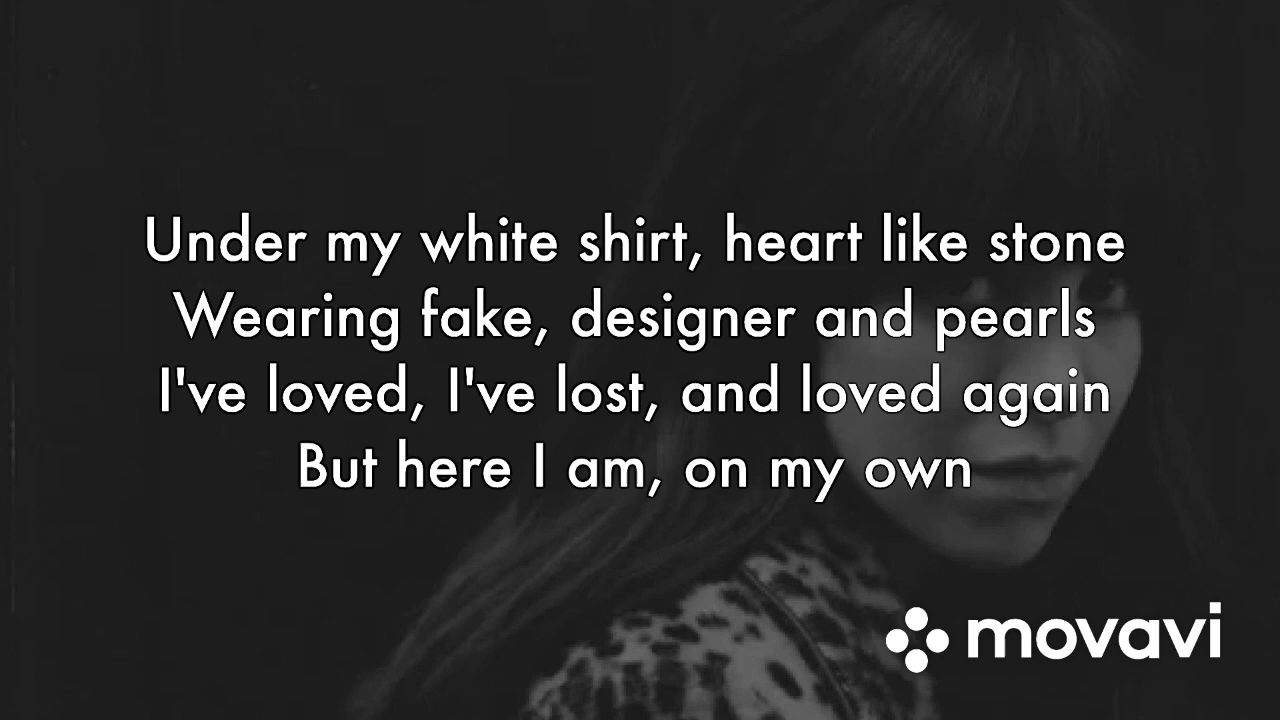 Under my white shirt, heart like stone
Wearing fake, designer and pearls
I've loved, I've lost, and loved again
But here I am, on my own
movavi